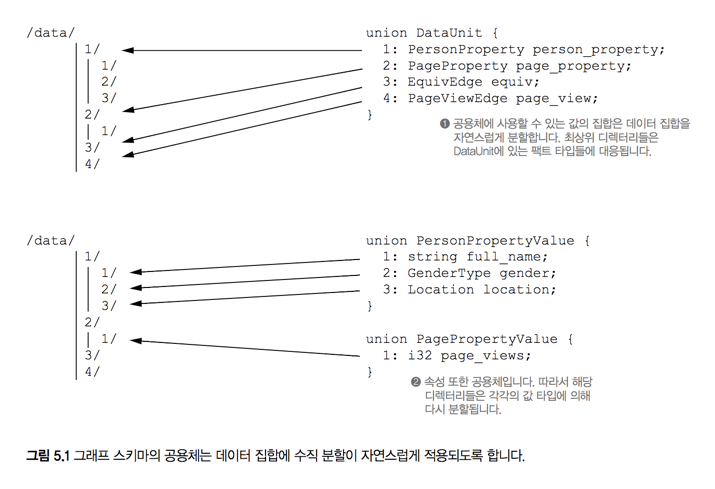 /data/
1/
1/
2/
3/
2/
1/
3/
4/
union DataUnit {
1: PersonProperty person_property;
2: PageProperty page_property;
3: EquivEdge equiv;
4: PageViewEdge page_view;
}
❶ 공용체에 사용할 수 있는 값의 집합은 데이터 집합을
자연스럽게 분할합니다. 최상위 디렉터리들은
DataUnit에 있는 팩트 타입들에 대응됩니다.
/data/
1/
1/
2/
3/
2/
1/
3/
4/
union PersonPropertyValue {
1: string full_name;
2: GenderType gender;
3: Location location;
}
union PagePropertyValue {
1: i32 page_views;
}
❷ 속성 또한 공용체입니다. 따라서 해당
디렉터리들은 각각의 값 타입에 의해
다시 분할됩니다.
그림 5.1 그래프 스키마의 공용체는 데이터 집합에 수직 분할이 자연스럽게 적용되도록 합니다.